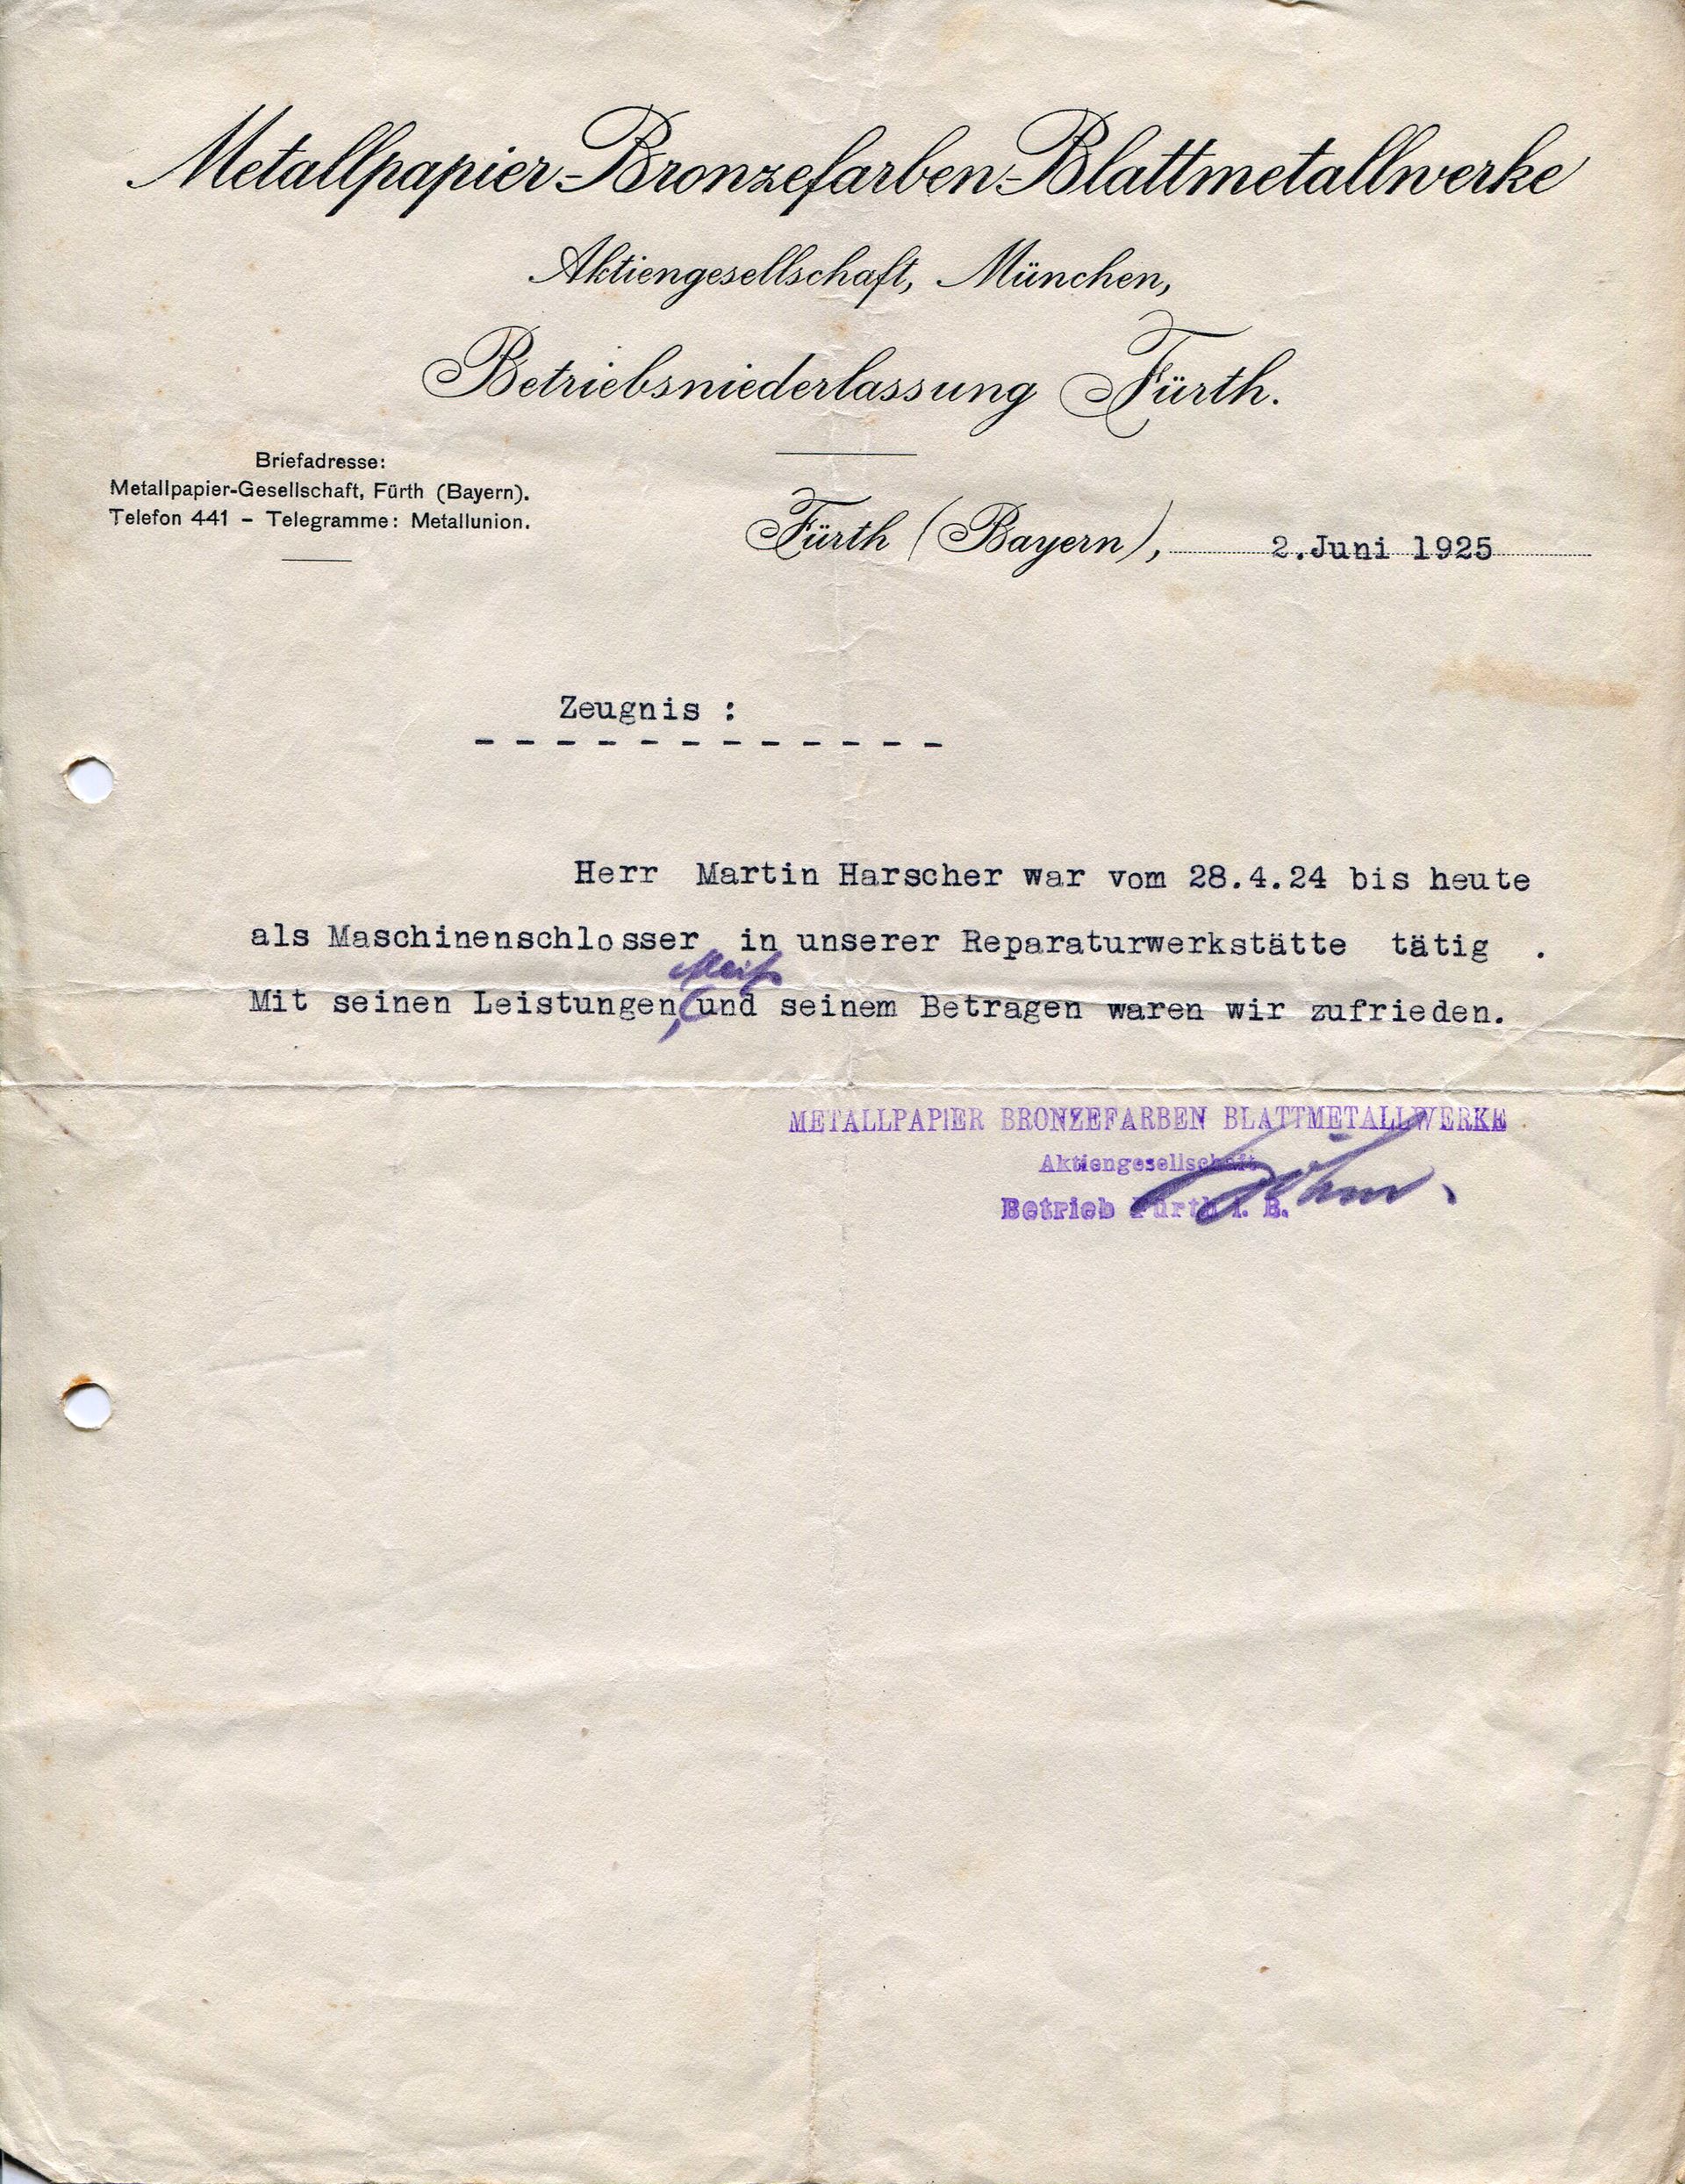 Metallpapier-Bronzefarben-Blattmetallwerke
Aktiengesellschaft, München,
Betriebsniederlassung Fürth.
Briefadresse:
Metallpapier-Gesellschaft, Fürth (Bayern).
Telefon 441 – Telegramme: Metallunion.
Fürth (Bayern), 2.Juni 1925
Zeugnis :
- - - - - - - - - - - -
Herr Martin Harscher war vom 28.4.24 bis heute
als Maschinenschlosser in unserer Reparaturwerkstätte tätig .
Mit seinen Leistungen, und seinem Betragen waren wir zufrieden.
METALLPAPIER BRONZEFARBEN BLATTMETALLWERKE
Aktiengesellschaft
Betrieb Fürth i. B.